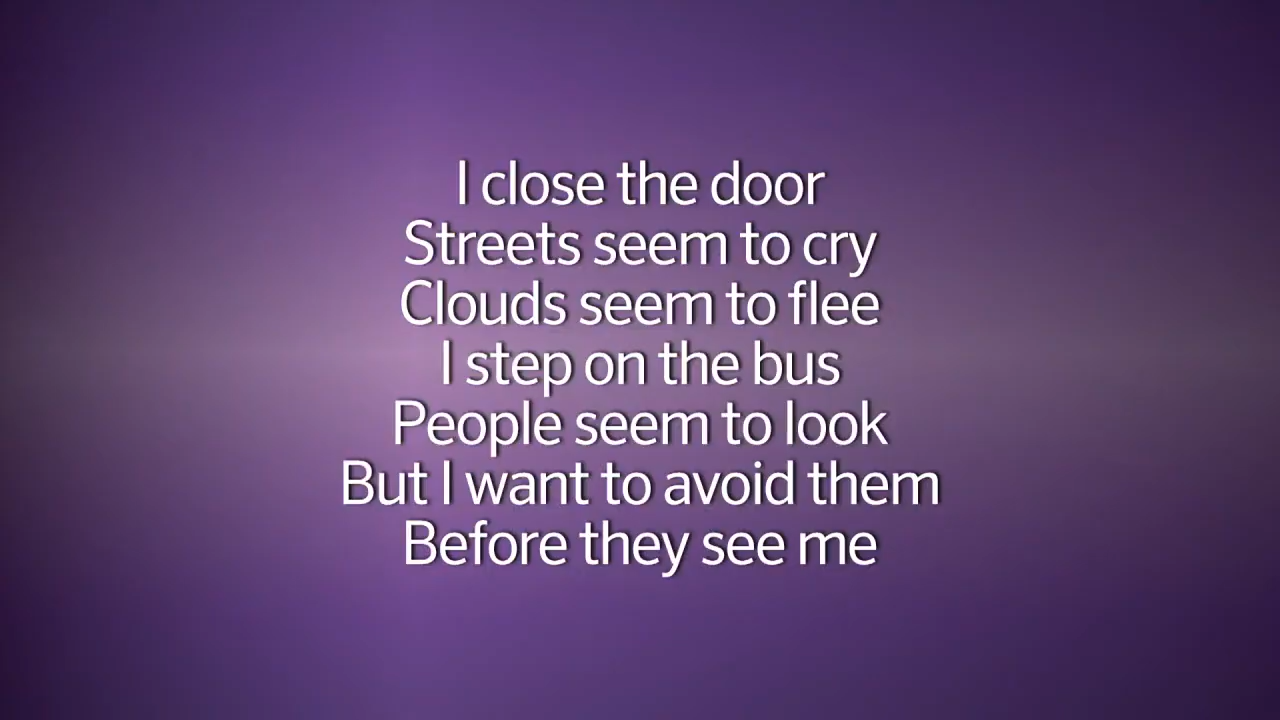 I close the door
Streets seem to cry
Clouds seem to flee
I step on the bus
People seem to look
But I want to avoid them
Before they see me